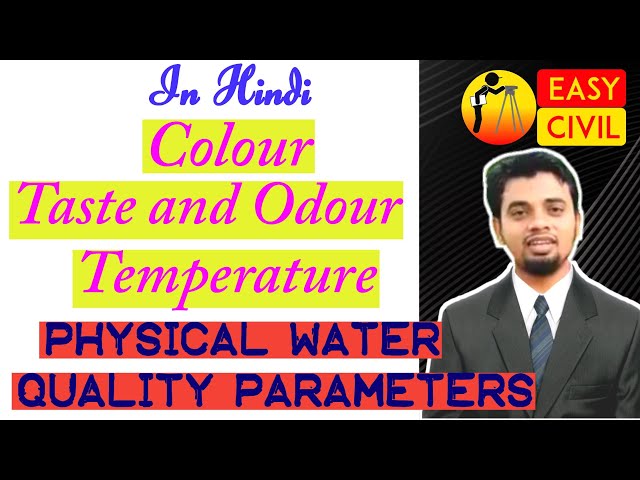 In Hindi
Colour
Taste and Odour
Temperature
PHYSICAL WATER
QUALITY PARAMETERS
EASY
CIVIL